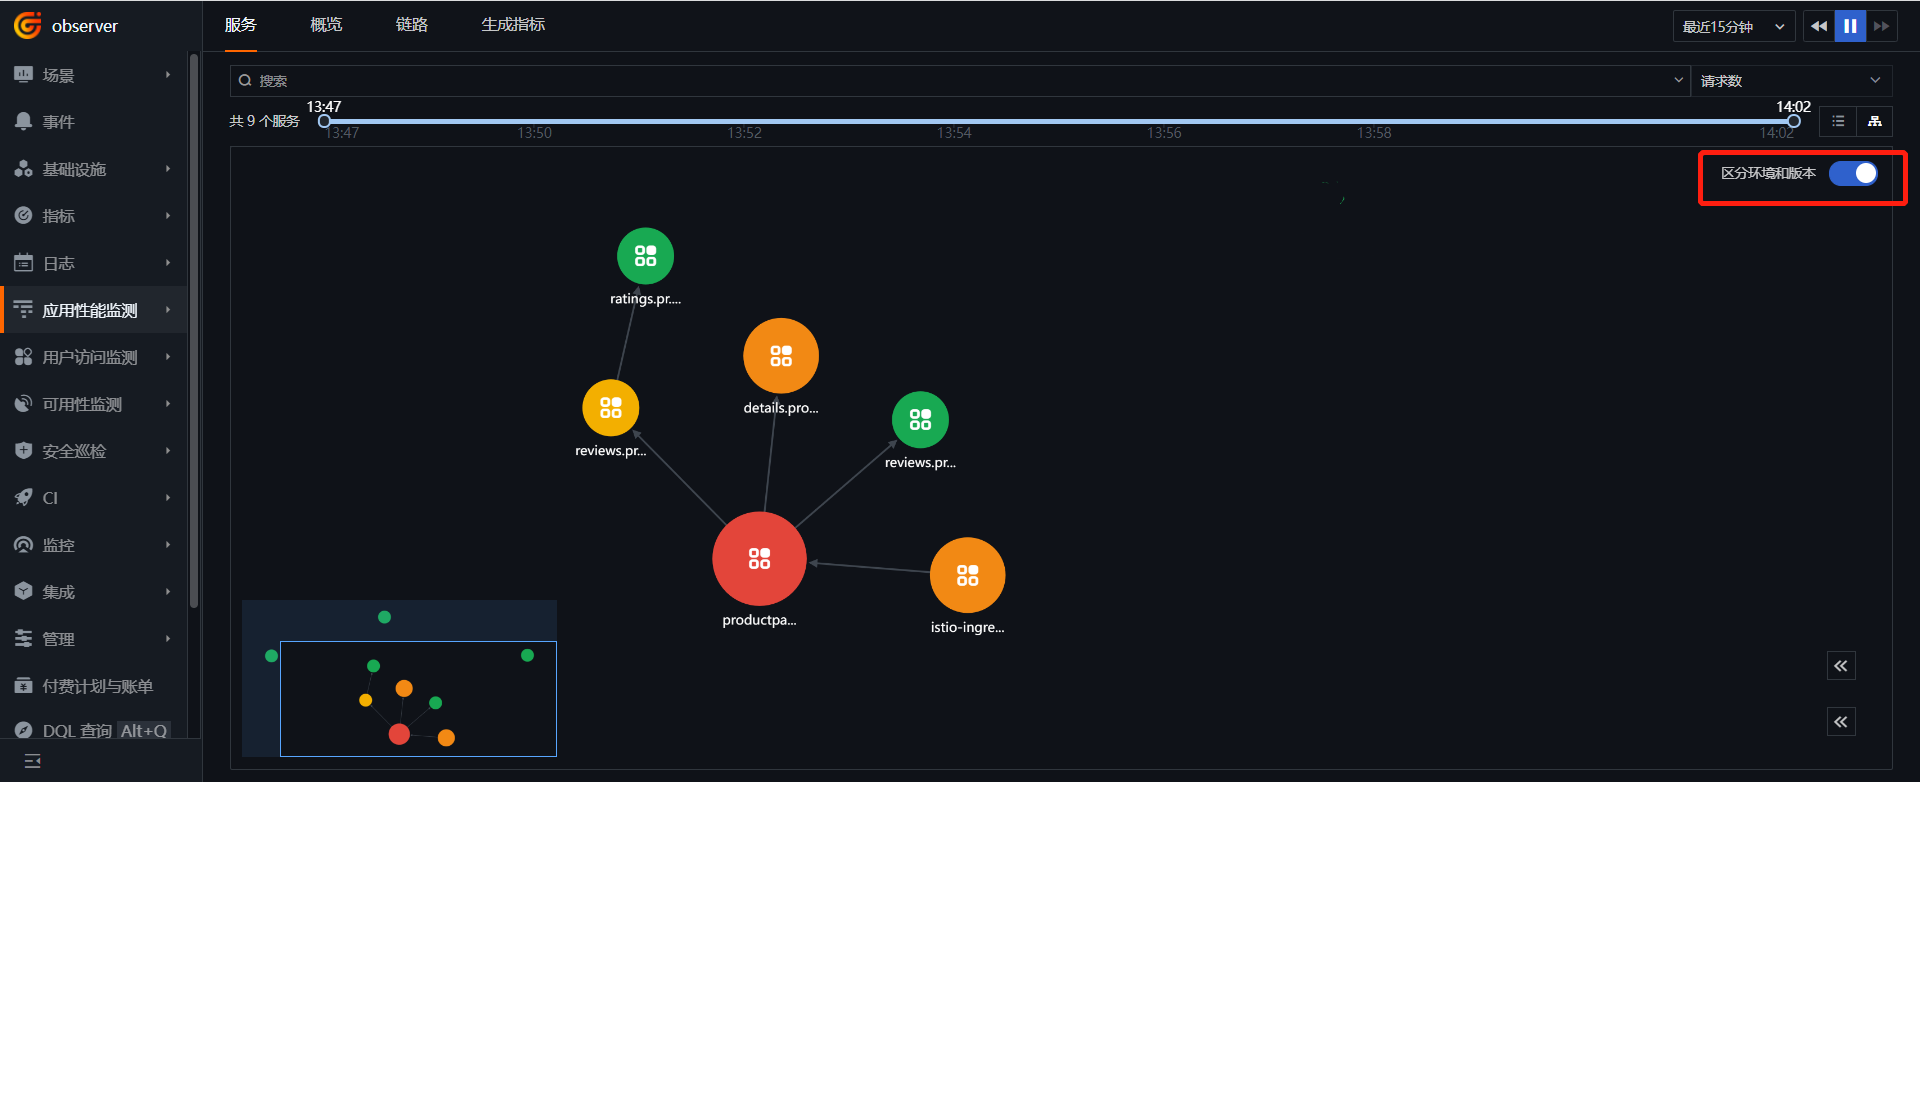 observer
服务
概览
链路
生成指标
最近15分钟
场景
事件
基础设施
指标
日志
应用性能监测
用户访问监测
可用性监测
安全巡检
CI
监控
集成
管理
付费计划与账单
DQL 查询 Alt+Q
搜索
请求数
共 9 个服务
13:47
14:02
13:47
13:50
13:52
13:54
13:56
13:58
14:02
区分环境和版本
ratings.pr....
details.pro...
reviews.pr...
reviews.pr...
productpa...
istio-ingre...